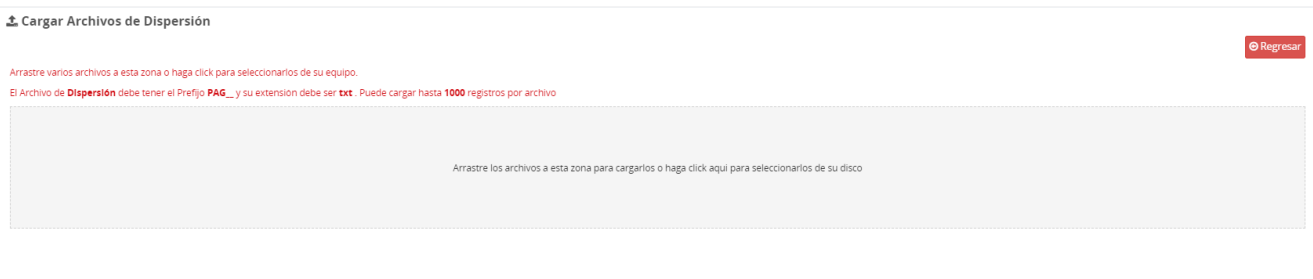 Cargar Archivos de Dispersión
Regresar
Arrastre varios archivos a esta zona o haga click para seleccionarlos de su equipo.
El Archivo de Dispersión debe tener el Prefijo PAG__ y su extensión debe ser txt . Puede cargar hasta 1000 registros por archivo
Arrastre los archivos a esta zona para cargarlos o haga click aqui para seleccionarlos de su disco